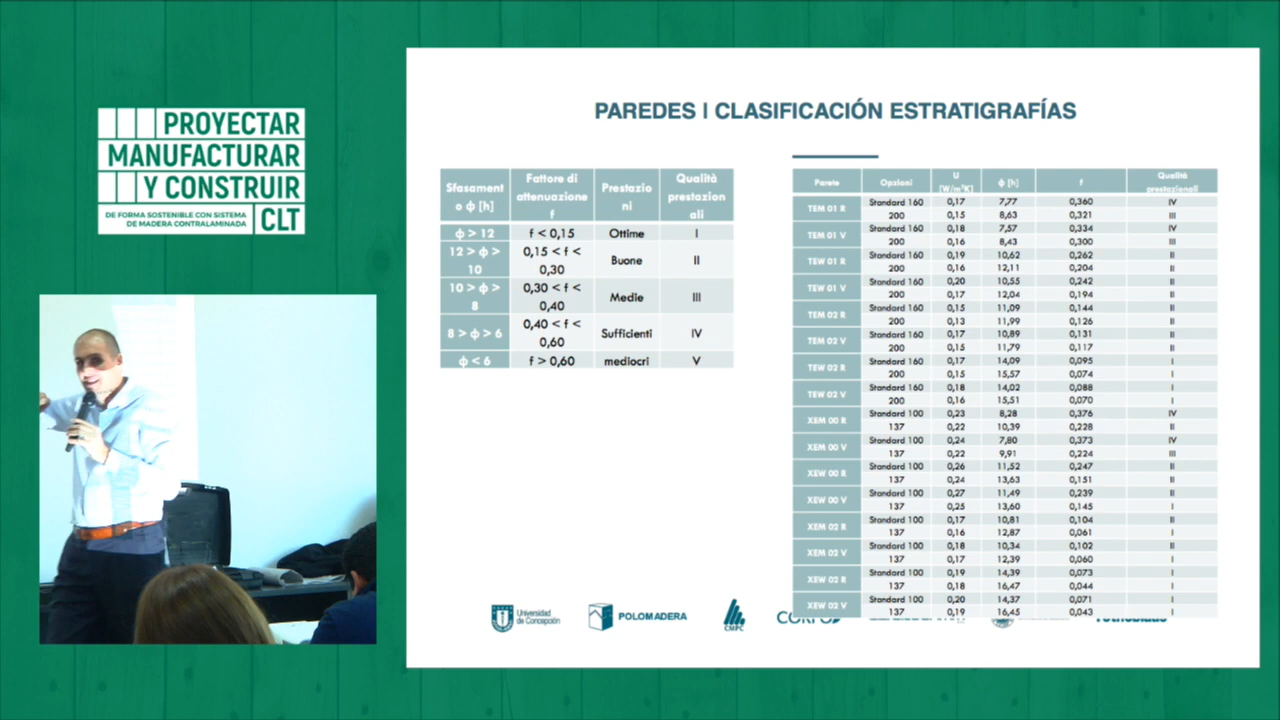 PROYECTAR
MANUFACTURAR
Y CONSTRUIR
DE FORMA SOSTENIBLE CON SISTEMA
DE MADERA CONTRALAMINADA
CLT
PAREDES I CLASIFICACIÓN ESTRATIGRAFÍAS
Sfasament
o ϕ [h]
Fattore di
attenuazione
f
Prestazio
ni
Qualità
prestazion
ali
ϕ > 12 f < 0,15 Ottime I
12 > ϕ >
10
0,15 < f <
0,30
Buone II
10 > ϕ >
8
0,30 < f <
0,40
Medie III
8 > ϕ > 6
0,40 < f <
0,60
Sufficienti IV
ϕ < 6 f > 0,60 mediocri V
Parete Opzioni U [W/m²K] ϕ [h] f Qualità prestazionali
TEM 01 R Standard 160 0,17 7,77 0,360 IV
200 0,15 8,63 0,321 III
TEM 01 V Standard 160 0,18 7,57 0,334 IV
200 0,16 8,43 0,300 III
TEW 01 R Standard 160 0,19 10,62 0,262 II
200 0,16 12,11 0,204 II
TEW 01 V Standard 160 0,20 10,55 0,242 II
200 0,17 12,04 0,194 II
TEM 02 R Standard 160 0,15 11,09 0,144 II
200 0,13 11,99 0,126 II
TEM 02 V Standard 160 0,17 10,89 0,131 II
200 0,15 11,79 0,117 II
TEW 02 R Standard 160 0,17 14,09 0,095 I
200 0,15 15,57 0,074 I
TEW 02 V Standard 160 0,18 14,02 0,088 I
200 0,16 15,51 0,070 I
XEM 00 R Standard 100 0,23 8,28 0,376 IV
137 0,22 10,39 0,228 II
XEM 00 V Standard 100 0,24 7,80 0,373 IV
137 0,22 9,91 0,224 III
XEW 00 R Standard 100 0,26 11,52 0,247 II
137 0,24 13,63 0,151 II
XEW 00 V Standard 100 0,27 11,49 0,239 II
137 0,25 13,60 0,145 I
XEM 02 R Standard 100 0,17 10,81 0,104 II
137 0,16 12,87 0,061 I
XEM 02 V Standard 100 0,18 10,34 0,102 II
137 0,17 12,39 0,060 I
XEW 02 R Standard 100 0,19 14,39 0,073 I
137 0,18 16,47 0,044 I
XEW 02 V Standard 100 0,20 14,37 0,071 I
137 0,19 16,45 0,043 I
Universidad
de Concepción
POLOMADERA
CMPC
CORFO